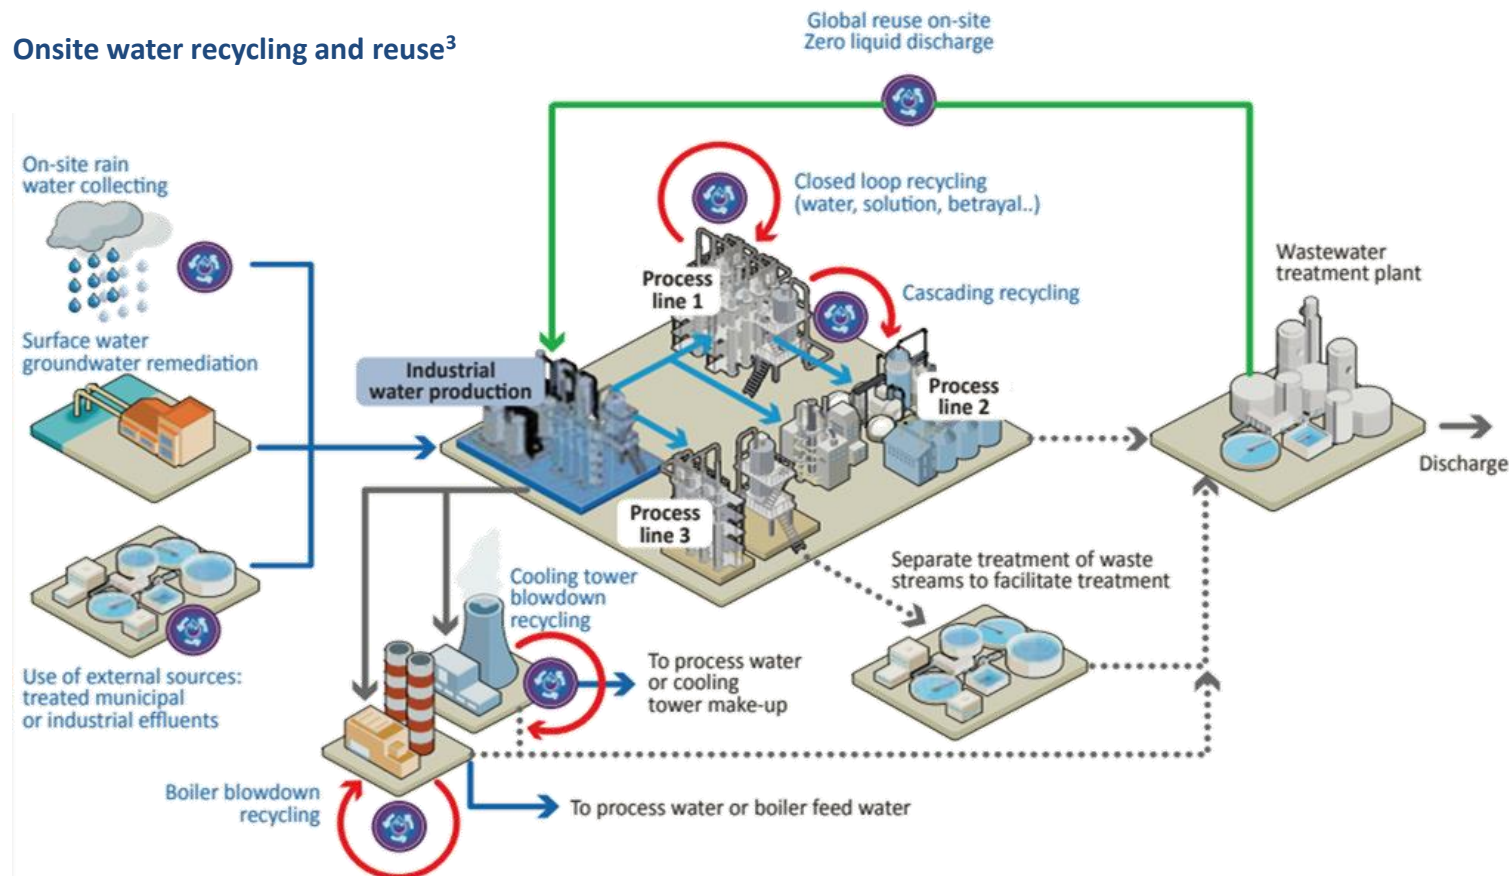 Onsite water recycling and reuse³
Global reuse on-site
Zero liquid discharge
On-site rain
water collecting
Closed loop recycling
(water, solution, betrayal..)
Wastewater
treatment plant
Process
line 1
Cascading recycling
Surface water
groundwater remediation
Industrial
water production
Process
line 2
Discharge
Process
line 3
Separate treatment of waste
streams to facilitate treatment
Cooling tower
blowdown
recycling
Use of external sources:
treated municipal
or industrial effluents
To process water
or cooling
tower make-up
Boiler blowdown
recycling
To process water or boiler feed water